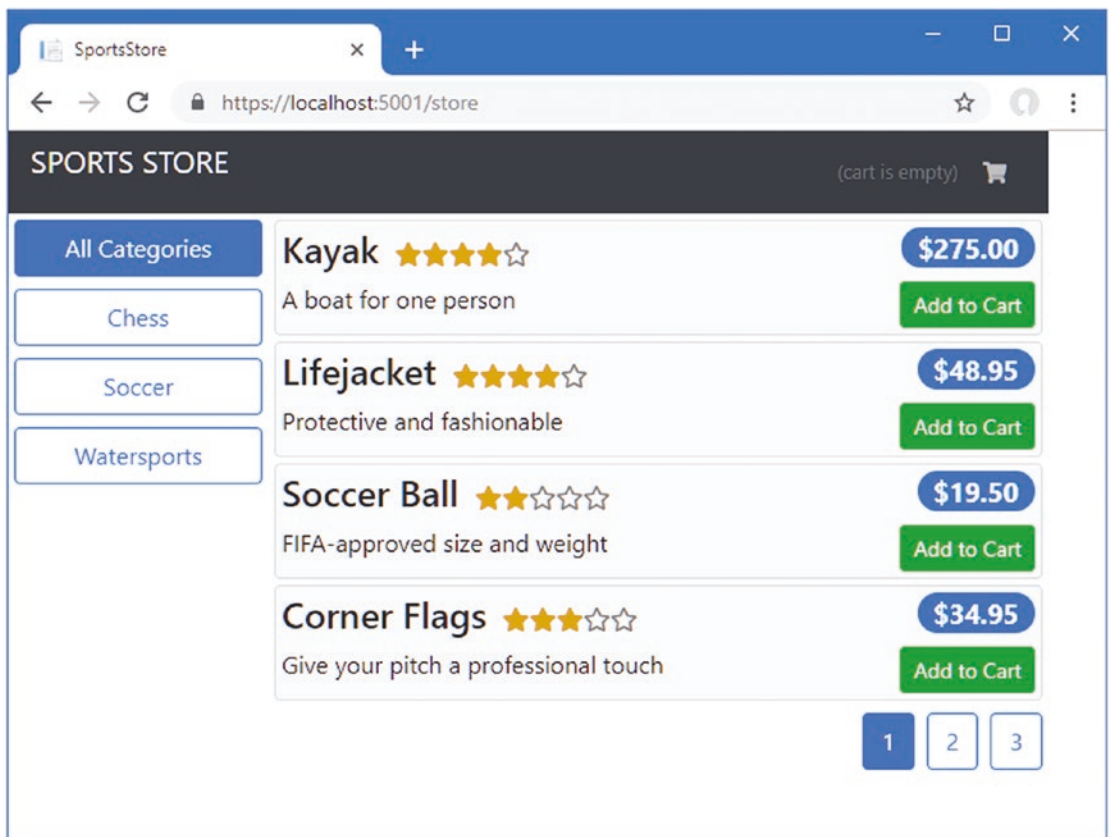 SportsStore
https://localhost:5001/store
SPORTS STORE
(cart is empty)
All Categories
Chess
Soccer
Watersports
Kayak
$275.00
A boat for one person
Add to Cart
Lifejacket
$48.95
Protective and fashionable
Add to Cart
Soccer Ball
$19.50
FIFA-approved size and weight
Add to Cart
Corner Flags
$34.95
Give your pitch a professional touch
Add to Cart
1 2 3